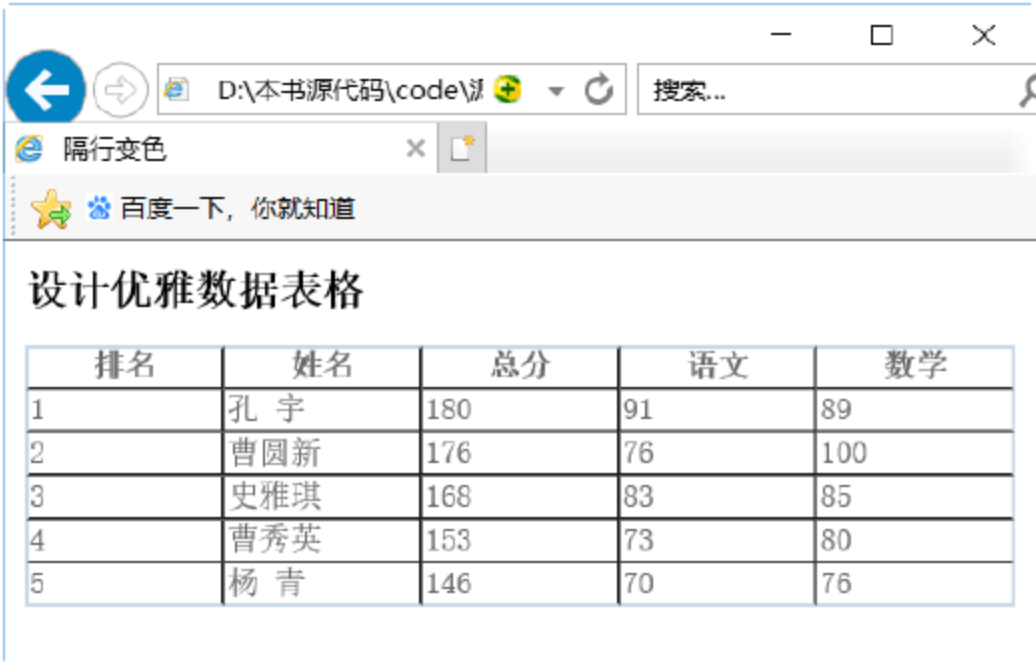 D:\本书源代码\code\源
搜索...
隔行变色
百度一下，你就知道
设计优雅数据表格
排名 姓名 总分 语文 数学
1 孔 宇 180 91 89
2 曹圆新 176 76 100
3 史雅琪 168 83 85
4 曹秀英 153 73 80
5 杨 青 146 70 76